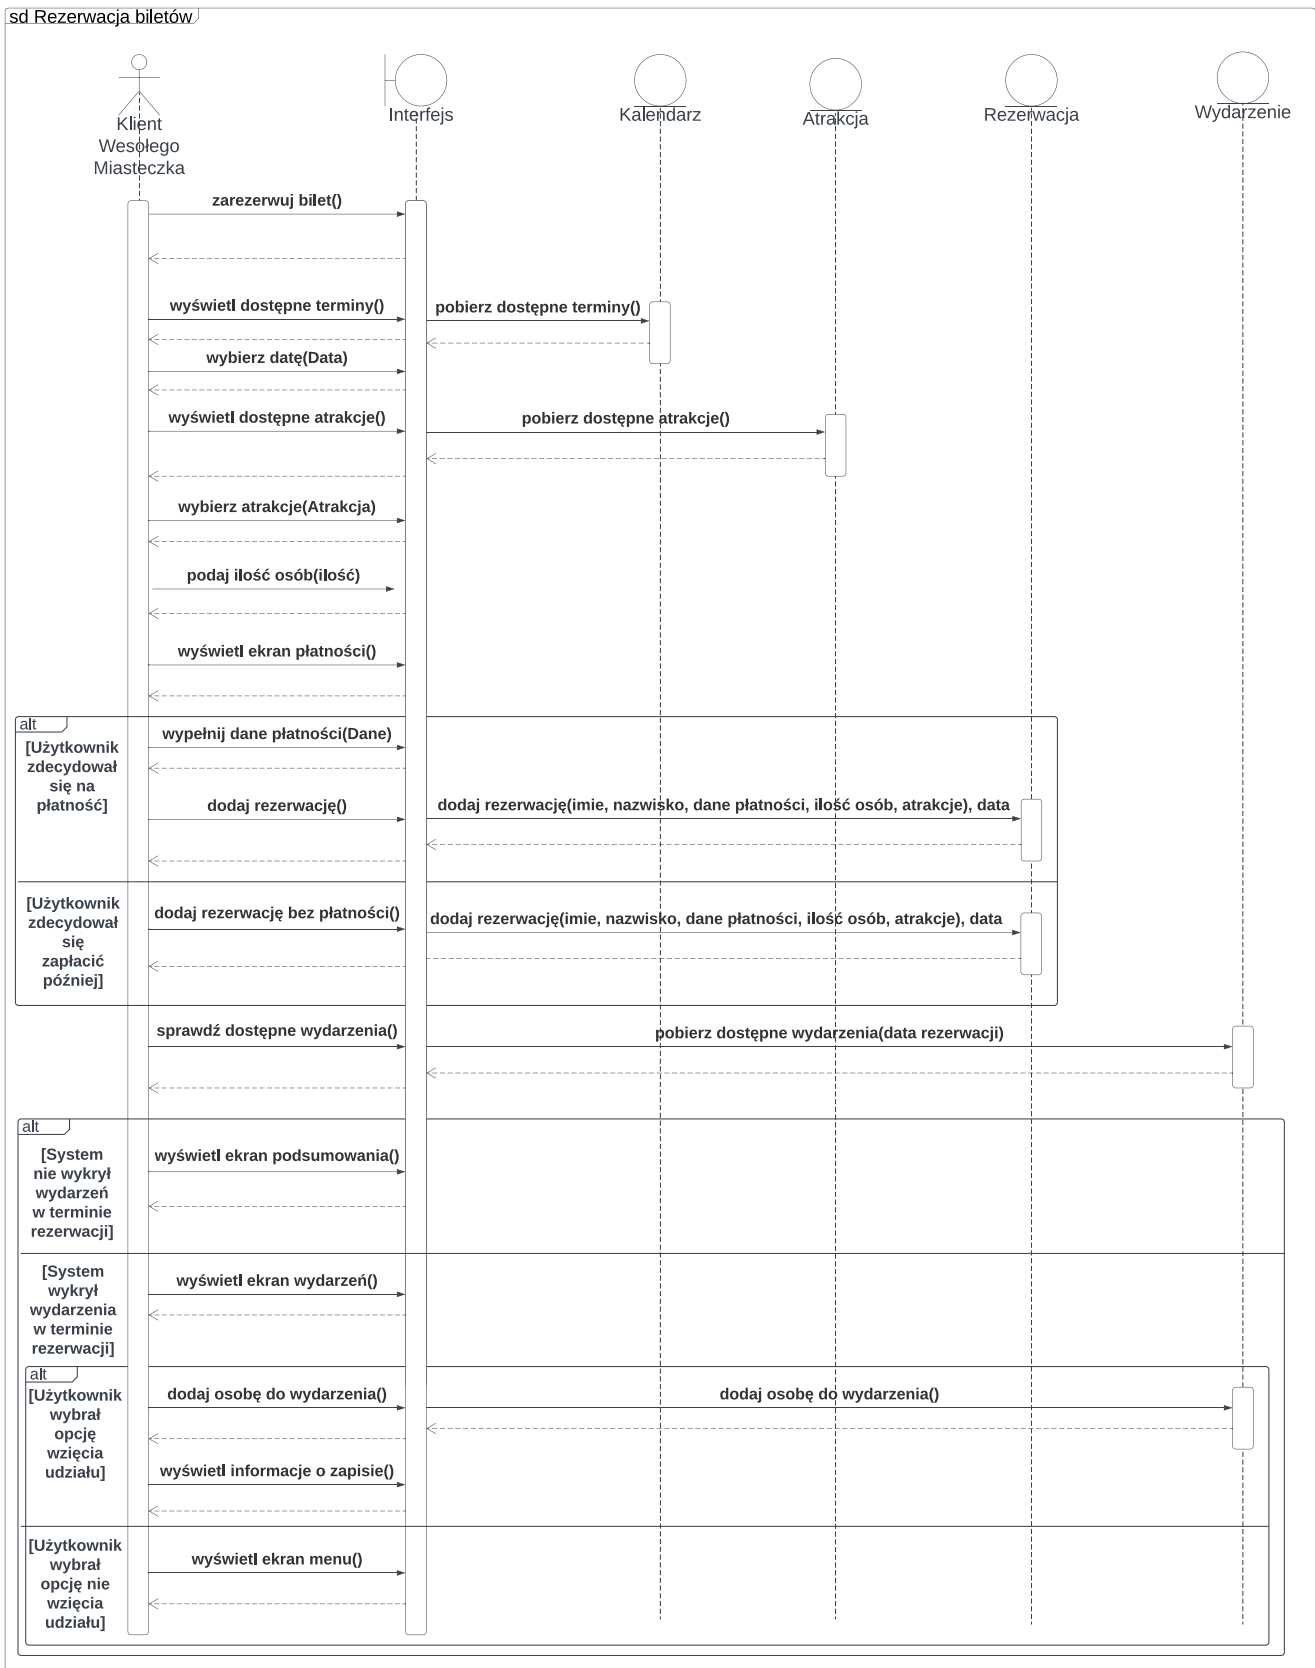 sd Rezerwacja biletów
Klient
Wesołego
Miasteczka
Interfejs
Kalendarz
Atrakcja
Rezerwacja
Wydarzenie
zarezerwuj bilet()
wyświetl dostępne terminy()
pobierz dostępne terminy()
wybierz datę(Data)
wyświetl dostępne atrakcje()
pobierz dostępne atrakcje()
wybierz atrakcje(Atrakcja)
podaj ilość osób(ilość)
wyświetl ekran płatności()
alt
[Użytkownik
zdecydował
się na
płatność]
wypełnij dane płatności(Dane)
dodaj rezerwację()
dodaj rezerwację(imie, nazwisko, dane płatności, ilość osób, atrakcje), data
[Użytkownik
zdecydował
się
zapłacić
później]
dodaj rezerwację bez płatności()
dodaj rezerwację(imie, nazwisko, dane płatności, ilość osób, atrakcje), data
sprawdź dostępne wydarzenia()
pobierz dostępne wydarzenia(data rezerwacji)
alt
[System
nie wykrył
wydarzeń
w terminie
rezerwacji]
wyświetl ekran podsumowania()
[System
wykrył
wydarzenia
w terminie
rezerwacji]
wyświetl ekran wydarzeń()
alt
[Użytkownik
wybrał
opcję
wzięcia
udziału]
dodaj osobę do wydarzenia()
dodaj osobę do wydarzenia()
wyświetl informacje o zapisie()
[Użytkownik
wybrał
opcję nie
wzięcia
udziału]
wyświetl ekran menu()